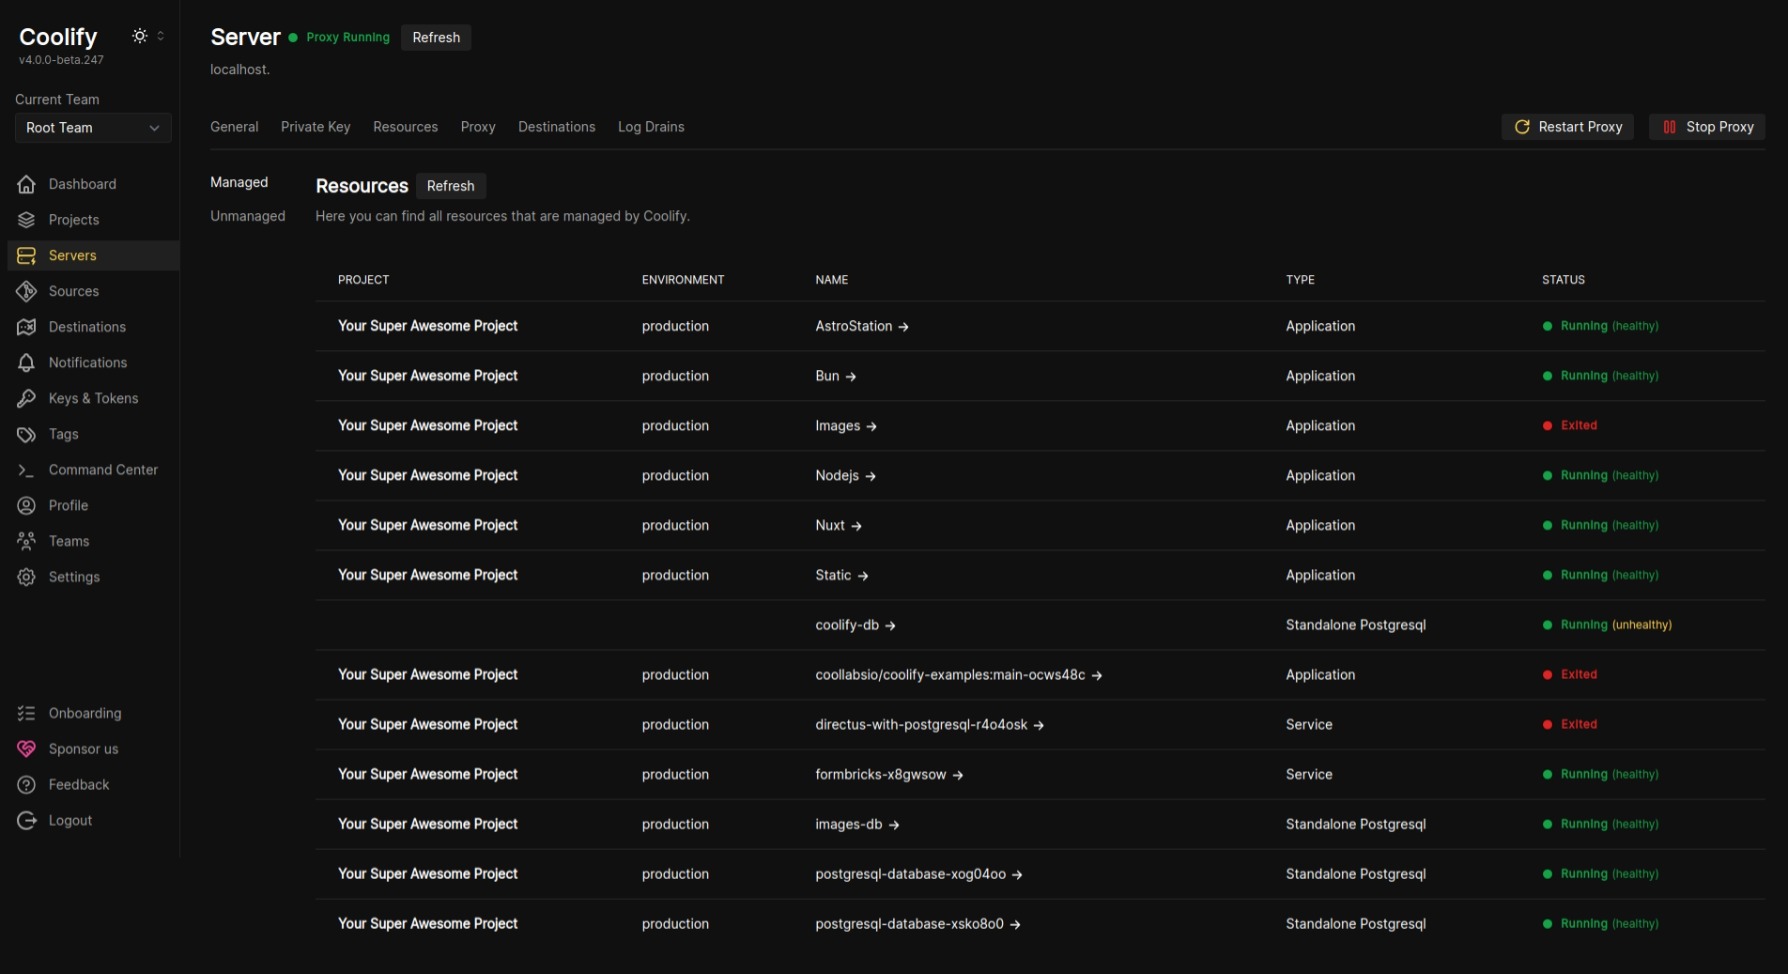 Coolify
v4.0.0-beta.247
Current Team
Root Team
Dashboard
Projects
Servers
Sources
Destinations
Notifications
Keys & Tokens
Tags
Command Center
Profile
Teams
Settings
Onboarding
Sponsor us
Feedback
Logout
Server Proxy Running Refresh
localhost.
General Private Key Resources Proxy Destinations Log Drains Restart Proxy Stop Proxy
Managed
Unmanaged
Resources Refresh
Here you can find all resources that are managed by Coolify.
PROJECT ENVIRONMENT NAME TYPE STATUS
Your Super Awesome Project production AstroStation → Application Running (healthy)
Your Super Awesome Project production Bun → Application Running (healthy)
Your Super Awesome Project production Images → Application Exited
Your Super Awesome Project production Nodejs → Application Running (healthy)
Your Super Awesome Project production Nuxt → Application Running (healthy)
Your Super Awesome Project production Static → Application Running (healthy)
coolify-db → Standalone Postgresql Running (unhealthy)
Your Super Awesome Project production coollabsio/coolify-examples:main-ocws48c → Application Exited
Your Super Awesome Project production directus-with-postgresql-r4o4osk → Service Exited
Your Super Awesome Project production formbricks-x8gwsow → Service Running (healthy)
Your Super Awesome Project production images-db → Standalone Postgresql Running (healthy)
Your Super Awesome Project production postgresql-database-xog04oo → Standalone Postgresql Running (healthy)
Your Super Awesome Project production postgresql-database-xsko8o0 → Standalone Postgresql Running (healthy)